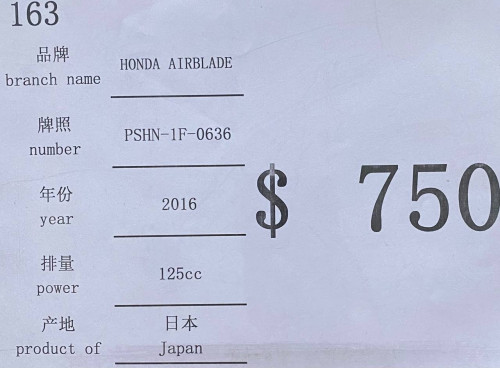 163
品牌
branch name
HONDA AIRBLADE
牌照
number
PSHN-1F-0636
年份
year
2016
$ 750
排量
power
125cc
产地
product of
日本
Japan